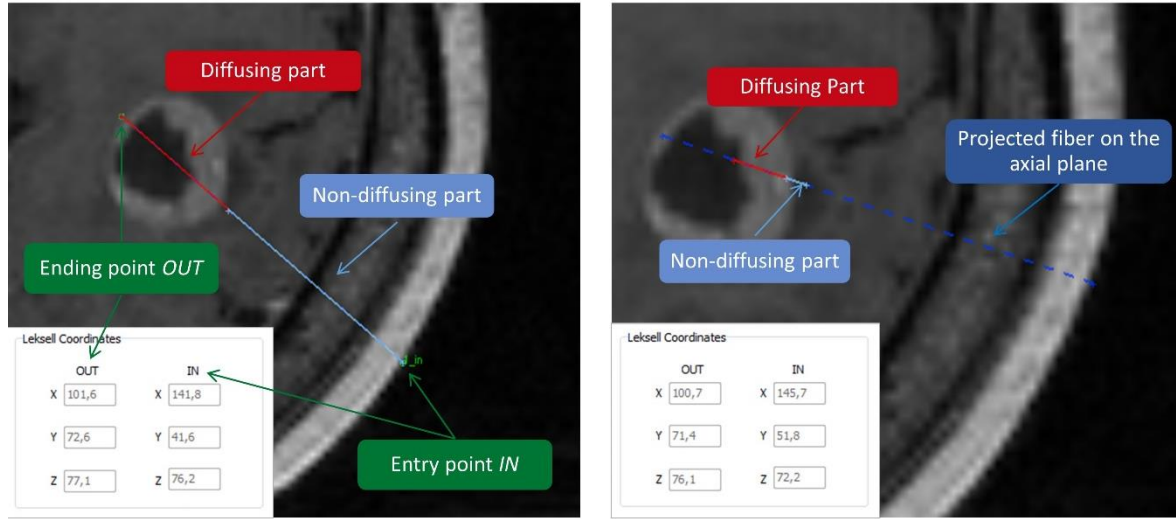 Diffusing part
Non-diffusing part
Ending point OUT
Leksell Coordinates
OUT IN
X 101,6 X 141,8
Y 72,6 Y 41,6
Z 77,1 Z 76,2
Entry point IN
Diffusing Part
Projected fiber on the
axial plane
Non-diffusing part
Leksell Coordinates
OUT IN
X 100,7 X 145,7
Y 71,4 Y 51,8
Z 76,1 Z 72,2